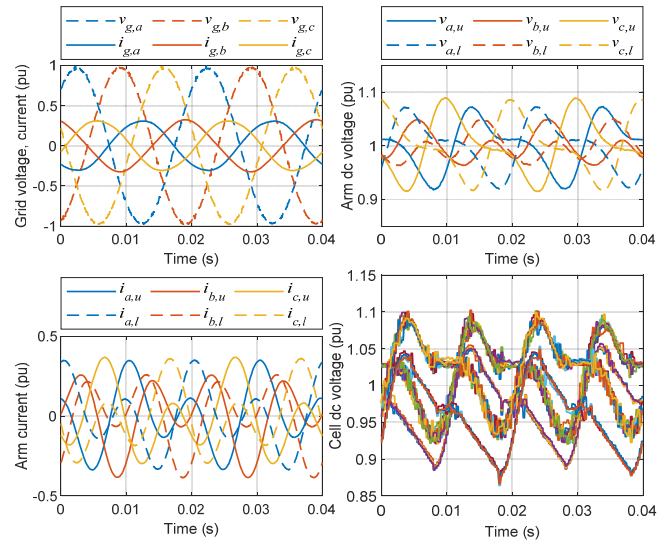 v_{g,a} v_{g,b} v_{g,c}
i_{g,a} i_{g,b} i_{g,c}
Grid voltage, current (pu)
1
0.5
0
-0.5
-1
0 0.01 0.02 0.03 0.04
Time (s)
v_{a,u} v_{b,u} v_{c,u}
v_{a,l} v_{b,l} v_{c,l}
Arm dc voltage (pu)
1.1
1
0.9
0 0.01 0.02 0.03 0.04
Time (s)
i_{a,u} i_{b,u} i_{c,u}
i_{a,l} i_{b,l} i_{c,l}
Arm current (pu)
0.5
0
-0.5
0 0.01 0.02 0.03 0.04
Time (s)
Cell dc voltage (pu)
1.15
1.1
1.05
1
0.95
0.9
0.85
0 0.01 0.02 0.03 0.04
Time (s)